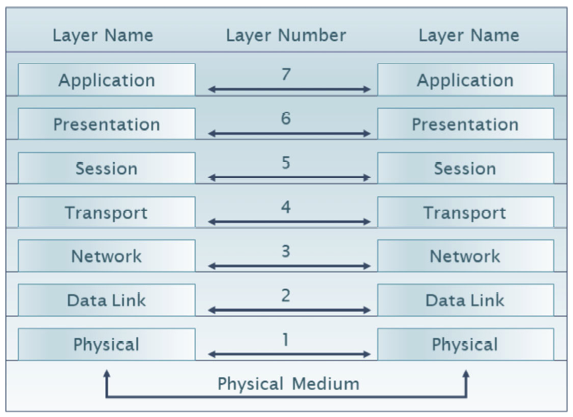 Layer Name Layer Number Layer Name
Application 7 Application
Presentation 6 Presentation
Session 5 Session
Transport 4 Transport
Network 3 Network
Data Link 2 Data Link
Physical 1 Physical
Physical Medium